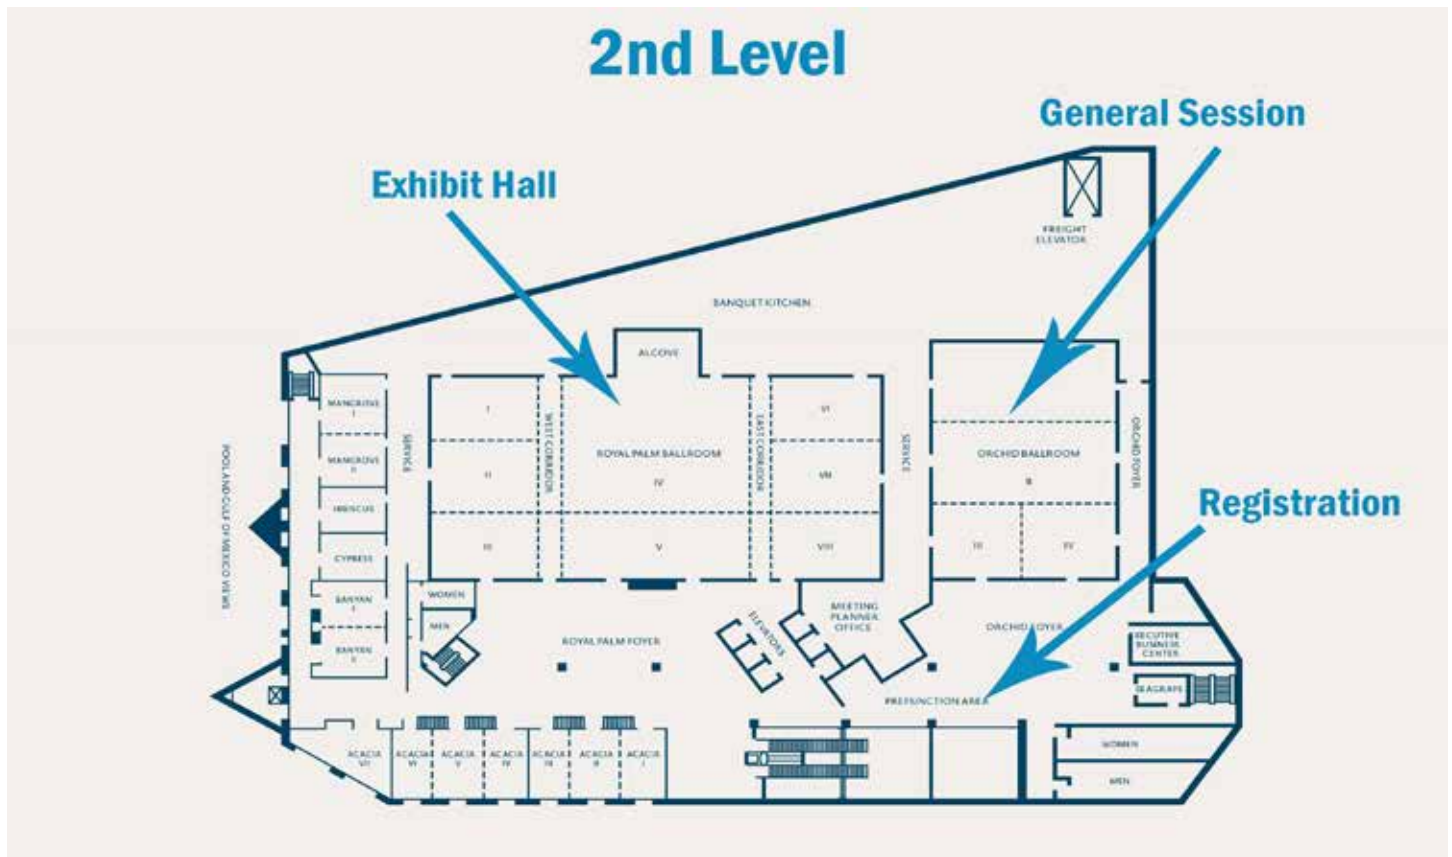 2nd Level
General Session
Exhibit Hall
FREIGHT
ELEVATOR
BANQUET KITCHEN
ALCOVE
MANGROVE
I
MANGROVE
II
HIBISCUS
CYPRESS
BANYAN
I
BANYAN
II
POOL AND GULF OF MEXICO VIEWS
SERVICE
I
II
III
WEST CORRIDOR
ROYAL PALM BALLROOM
IV
V
EAST CORRIDOR
VI
VII
VIII
SERVICE
ORCHID BALLROOM
II
III
IV
ORCHID FOYER
Registration
WOMEN
MEN
ROYAL PALM FOYER
ELEVATORS
MEETING
PLANNER
OFFICE
ORCHID FOYER
PREFUNCTION AREA
EXECUTIVE
BUSINESS
CENTER
SEAGRAPE
WOMEN
MEN
ACACIA
VII
ACACIA
VI
ACACIA
V
ACACIA
IV
ACACIA
III
ACACIA
II
ACACIA
I